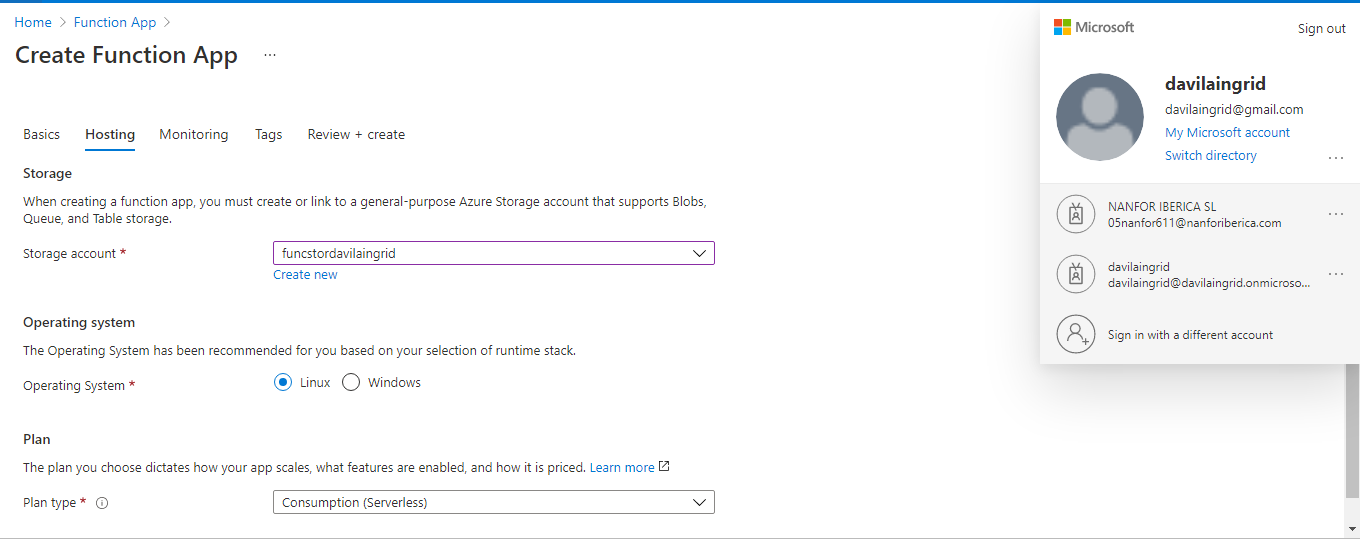 Home > Function App >
Create Function App ...
Basics Hosting Monitoring Tags Review + create
Storage
When creating a function app, you must create or link to a general-purpose Azure Storage account that supports Blobs,
Queue, and Table storage.
Storage account *
funcstordavilaingrid
Create new
Operating system
The Operating System has been recommended for you based on your selection of runtime stack.
Operating System *
Linux Windows
Plan
The plan you choose dictates how your app scales, what features are enabled, and how it is priced. Learn more
Plan type *
Consumption (Serverless)
Microsoft
Sign out
davilaingrid
davilaingrid@gmail.com
My Microsoft account
Switch directory
...
NANFOR IBERICA SL
05nanfor611@nanforiberica.com
...
davilaingrid
davilaingrid@davilaingrid.onmicroso...
...
Sign in with a different account